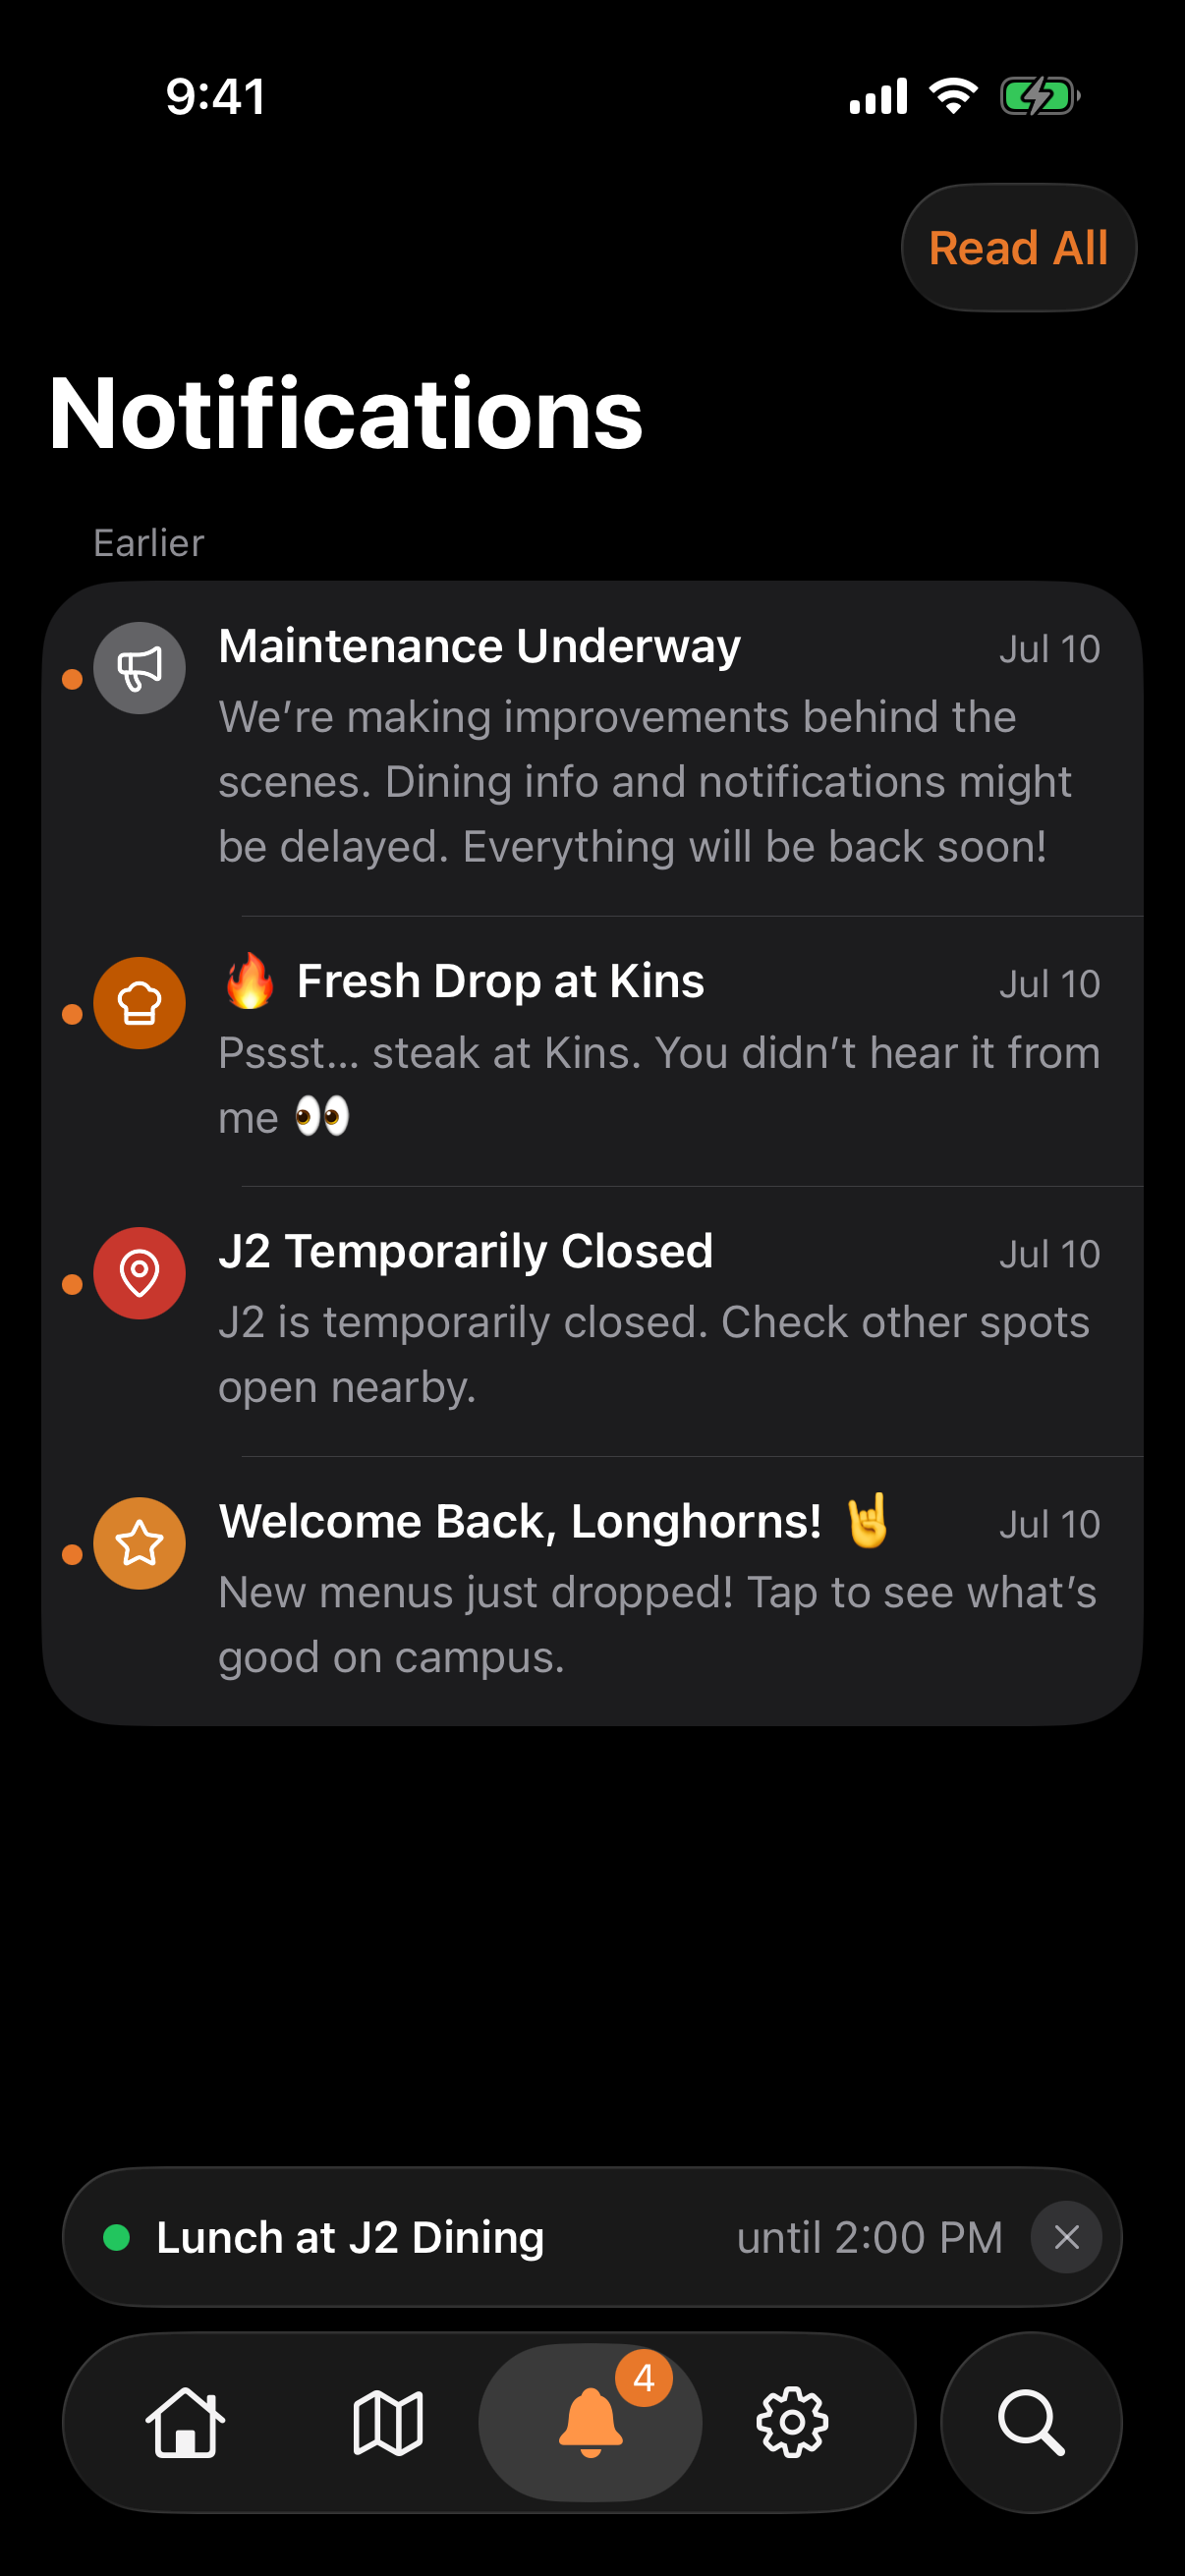 9:41
Read All
Notifications
Earlier
Maintenance Underway Jul 10
We’re making improvements behind the
scenes. Dining info and notifications might
be delayed. Everything will be back soon!
🔥 Fresh Drop at Kins Jul 10
Pssst... steak at Kins. You didn’t hear it from
me 👀
J2 Temporarily Closed Jul 10
J2 is temporarily closed. Check other spots
open nearby.
Welcome Back, Longhorns! 🤘 Jul 10
New menus just dropped! Tap to see what’s
good on campus.
Lunch at J2 Dining until 2:00 PM
4